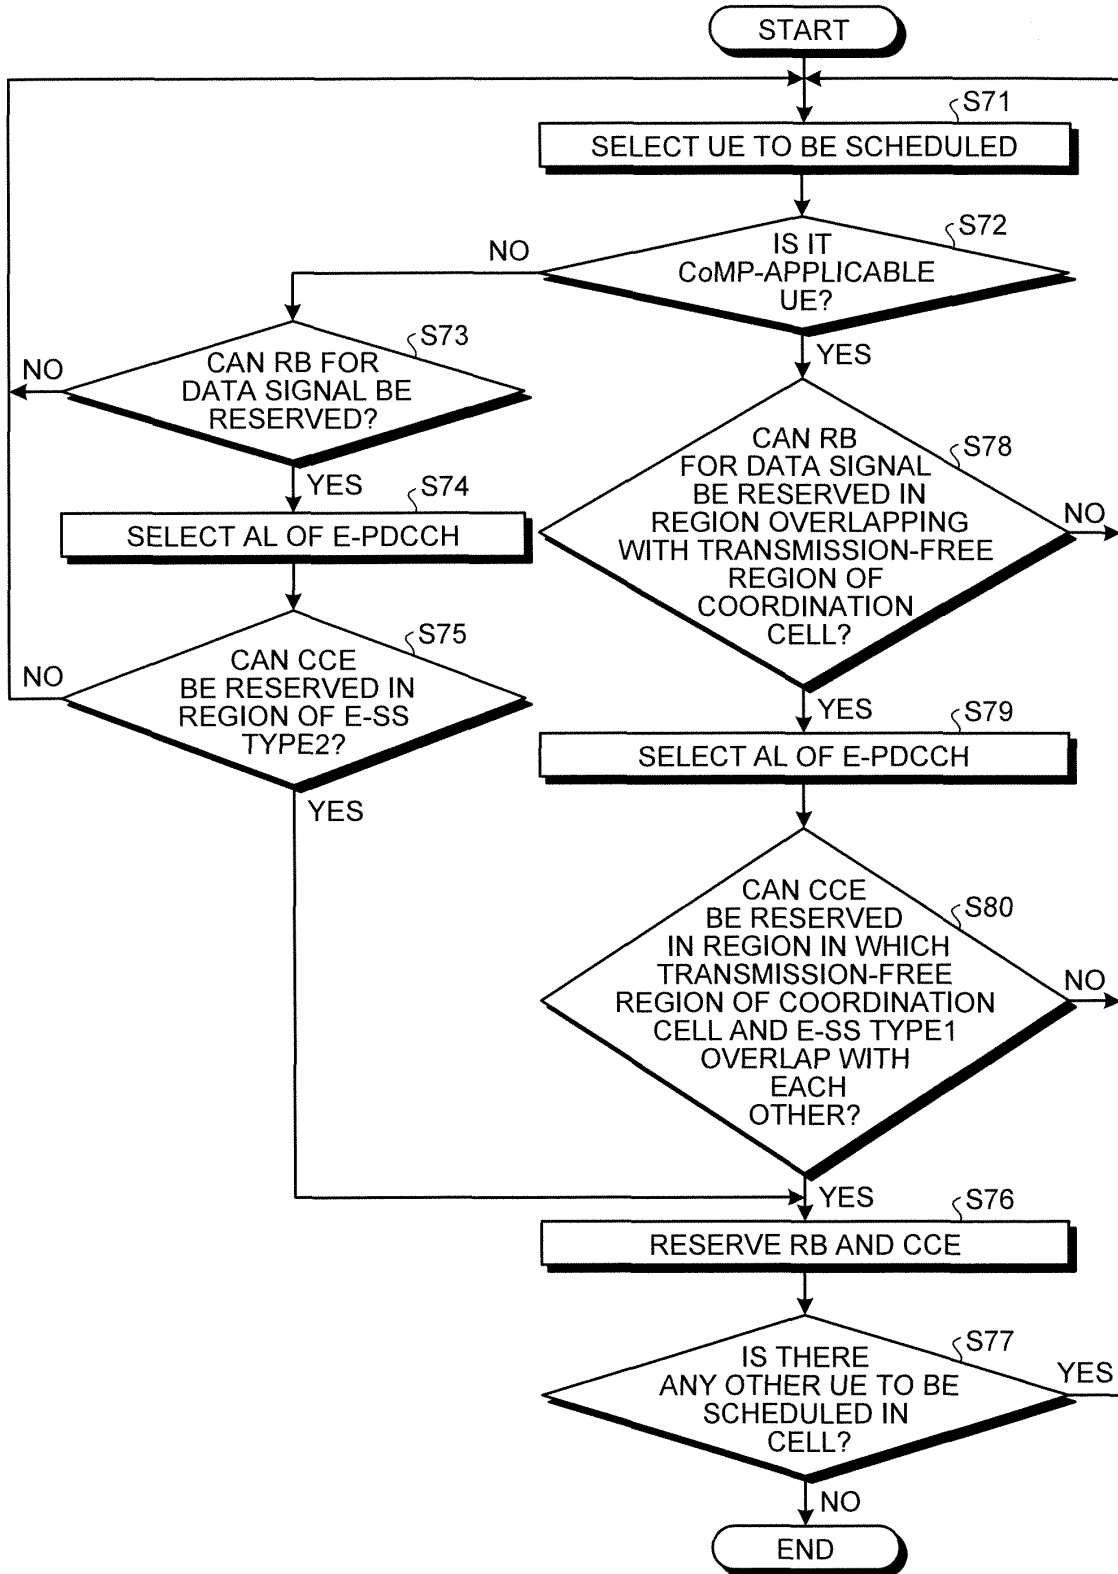 START
S71
SELECT UE TO BE SCHEDULED
S72
IS IT
CoMP-APPLICABLE
UE?
NO
YES
S73
CAN RB FOR
DATA SIGNAL BE
RESERVED?
NO
YES
S74
SELECT AL OF E-PDCCH
S75
CAN CCE
BE RESERVED IN
REGION OF E-SS
TYPE2?
NO
YES
S78
CAN RB
FOR DATA SIGNAL
BE RESERVED IN
REGION OVERLAPPING
WITH TRANSMISSION-FREE
REGION OF
COORDINATION
CELL?
NO
YES
S79
SELECT AL OF E-PDCCH
S80
CAN CCE
BE RESERVED
IN REGION IN WHICH
TRANSMISSION-FREE
REGION OF COORDINATION
CELL AND E-SS TYPE1
OVERLAP WITH
EACH
OTHER?
NO
YES
S76
RESERVE RB AND CCE
S77
IS THERE
ANY OTHER UE TO BE
SCHEDULED IN
CELL?
YES
NO
END